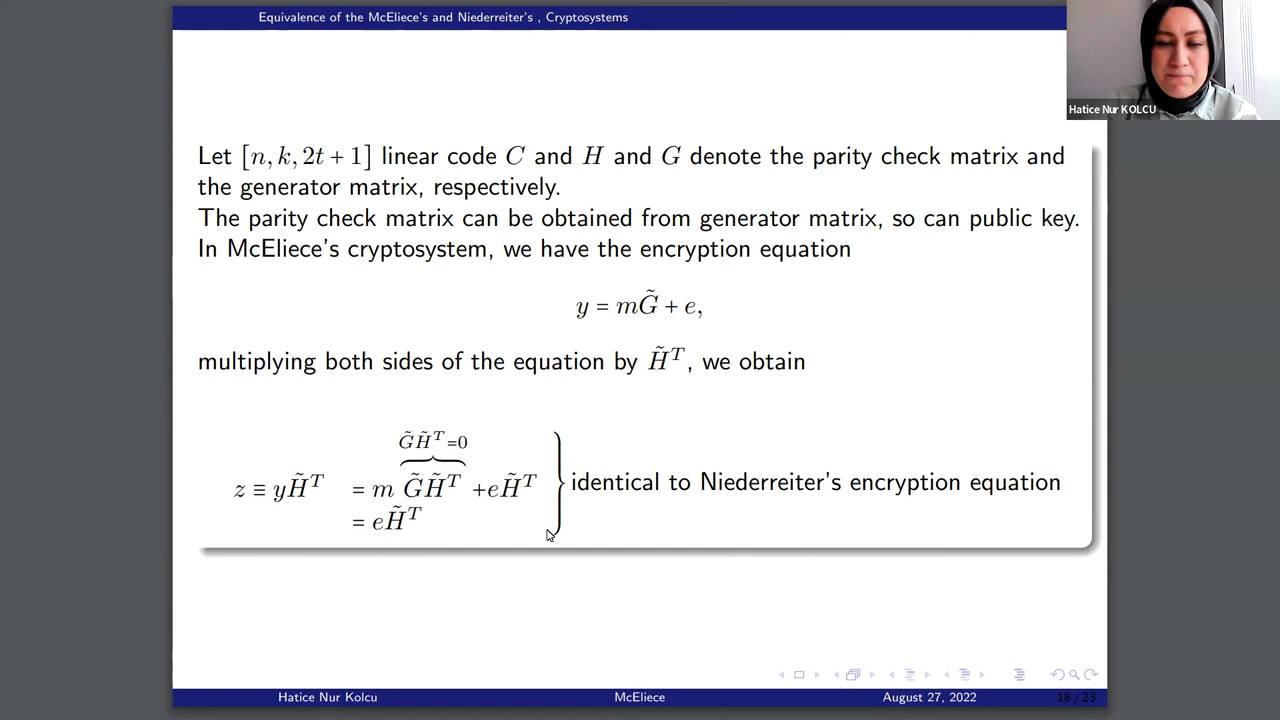 Equivalence of the McEliece's and Niederreiter's , Cryptosystems
Hatice Nur KOLCU
Let [n, k, 2t + 1] linear code C and H and G denote the parity check matrix and
the generator matrix, respectively.
The parity check matrix can be obtained from generator matrix, so can public key.
In McEliece's cryptosystem, we have the encryption equation
y = mG̃ + e,
multiplying both sides of the equation by H̃ᵀ, we obtain
G̃H̃ᵀ=0
z ≡ yH̃ᵀ = m G̃H̃ᵀ +eH̃ᵀ
= eH̃ᵀ
identical to Niederreiter's encryption equation
Hatice Nur Kolcu McEliece August 27, 2022 18 / 23